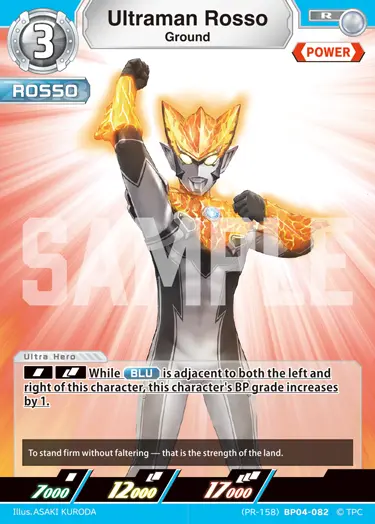 3
Ultraman Rosso
Ground
R
POWER
ROSSO
SAMPLE
Ultra Hero
While BLU is adjacent to both the left and
right of this character, this character's BP grade increases
by 1.
To stand firm without faltering — that is the strength of the land.
7000 12000 17000
Illus.ASAKI KURODA (PR-158) BP04-082 © TPC